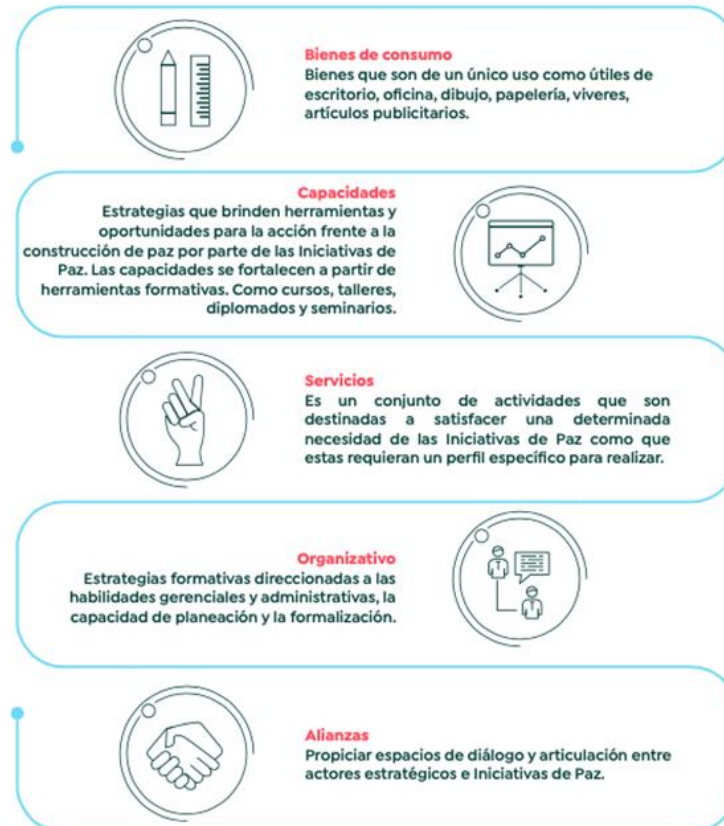 Bienes de consumo
Bienes que son de un único uso como útiles de
escritorio, oficina, dibujo, papelería, viveres,
artículos publicitarios.
Capacidades
Estrategias que brinden herramientas y
oportunidades para la acción frente a la
construcción de paz por parte de las Iniciativas de
Paz. Las capacidades se fortalecen a partir de
herramientas formativas. Como cursos, talleres,
diplomados y seminarios.
Servicios
Es un conjunto de actividades que son
destinadas a satisfacer una determinada
necesidad de las Iniciativas de Paz como que
estas requieran un perfil específico para realizar.
Organizativo
Estrategias formativas direccionadas a las
habilidades gerenciales y administrativas, la
capacidad de planeación y la formalización.
Alianzas
Propiciar espacios de diálogo y articulación entre
actores estratégicos e Iniciativas de Paz.